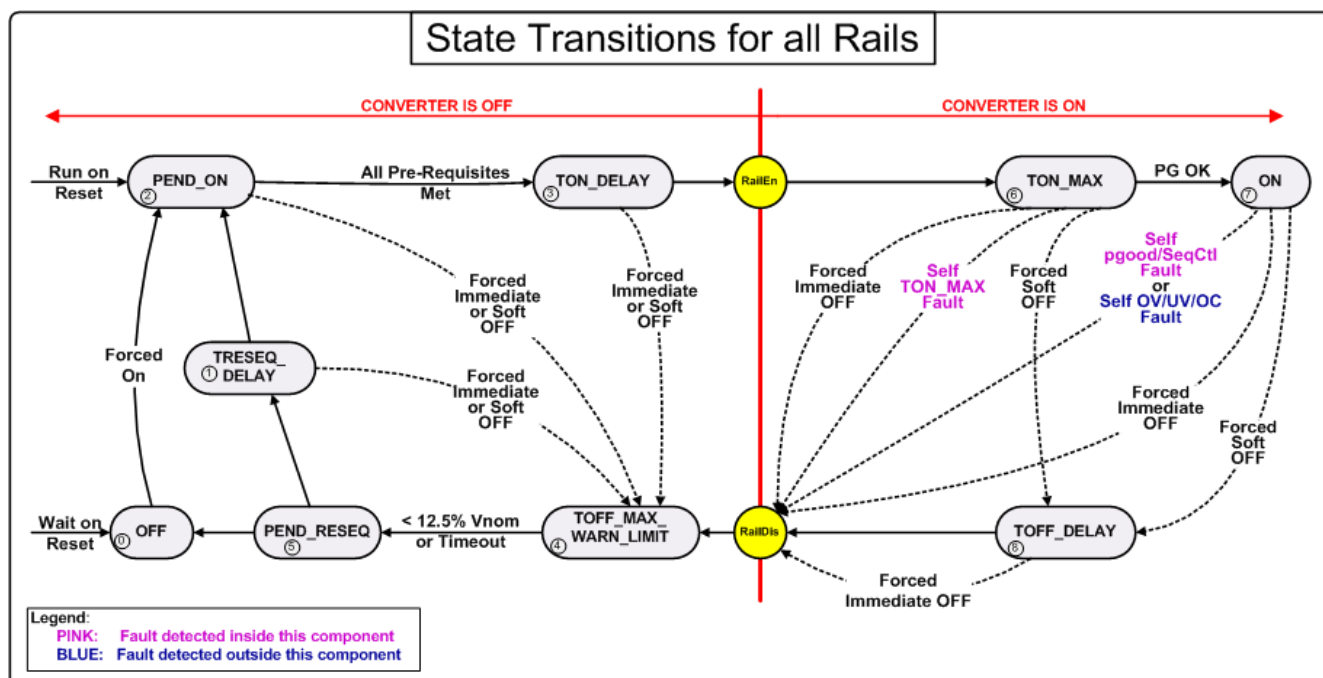 State Transitions for all Rails
CONVERTER IS OFF
CONVERTER IS ON
Run on
Reset
PEND_ON
2
All Pre-Requisites
Met
TON_DELAY
3
RailEn
TON_MAX
6
PG OK
ON
7
Forced
Immediate
or Soft
OFF
Forced
Immediate
or Soft
OFF
Forced
Immediate
OFF
Self
TON_MAX
Fault
Forced
Soft
OFF
Self
pgood/SeqCtl
Fault
or
Self OV/UV/OC
Fault
Forced
On
TRESEQ_
DELAY
1
Forced
Immediate
or Soft
OFF
Forced
Immediate
OFF
Forced
Soft
OFF
Wait on
Reset
OFF
0
PEND_RESEQ
5
< 12.5% Vnom
or Timeout
TOFF_MAX_
WARN_LIMIT
4
RailDis
TOFF_DELAY
8
Forced
Immediate OFF
Legend:
PINK: Fault detected inside this component
BLUE: Fault detected outside this component